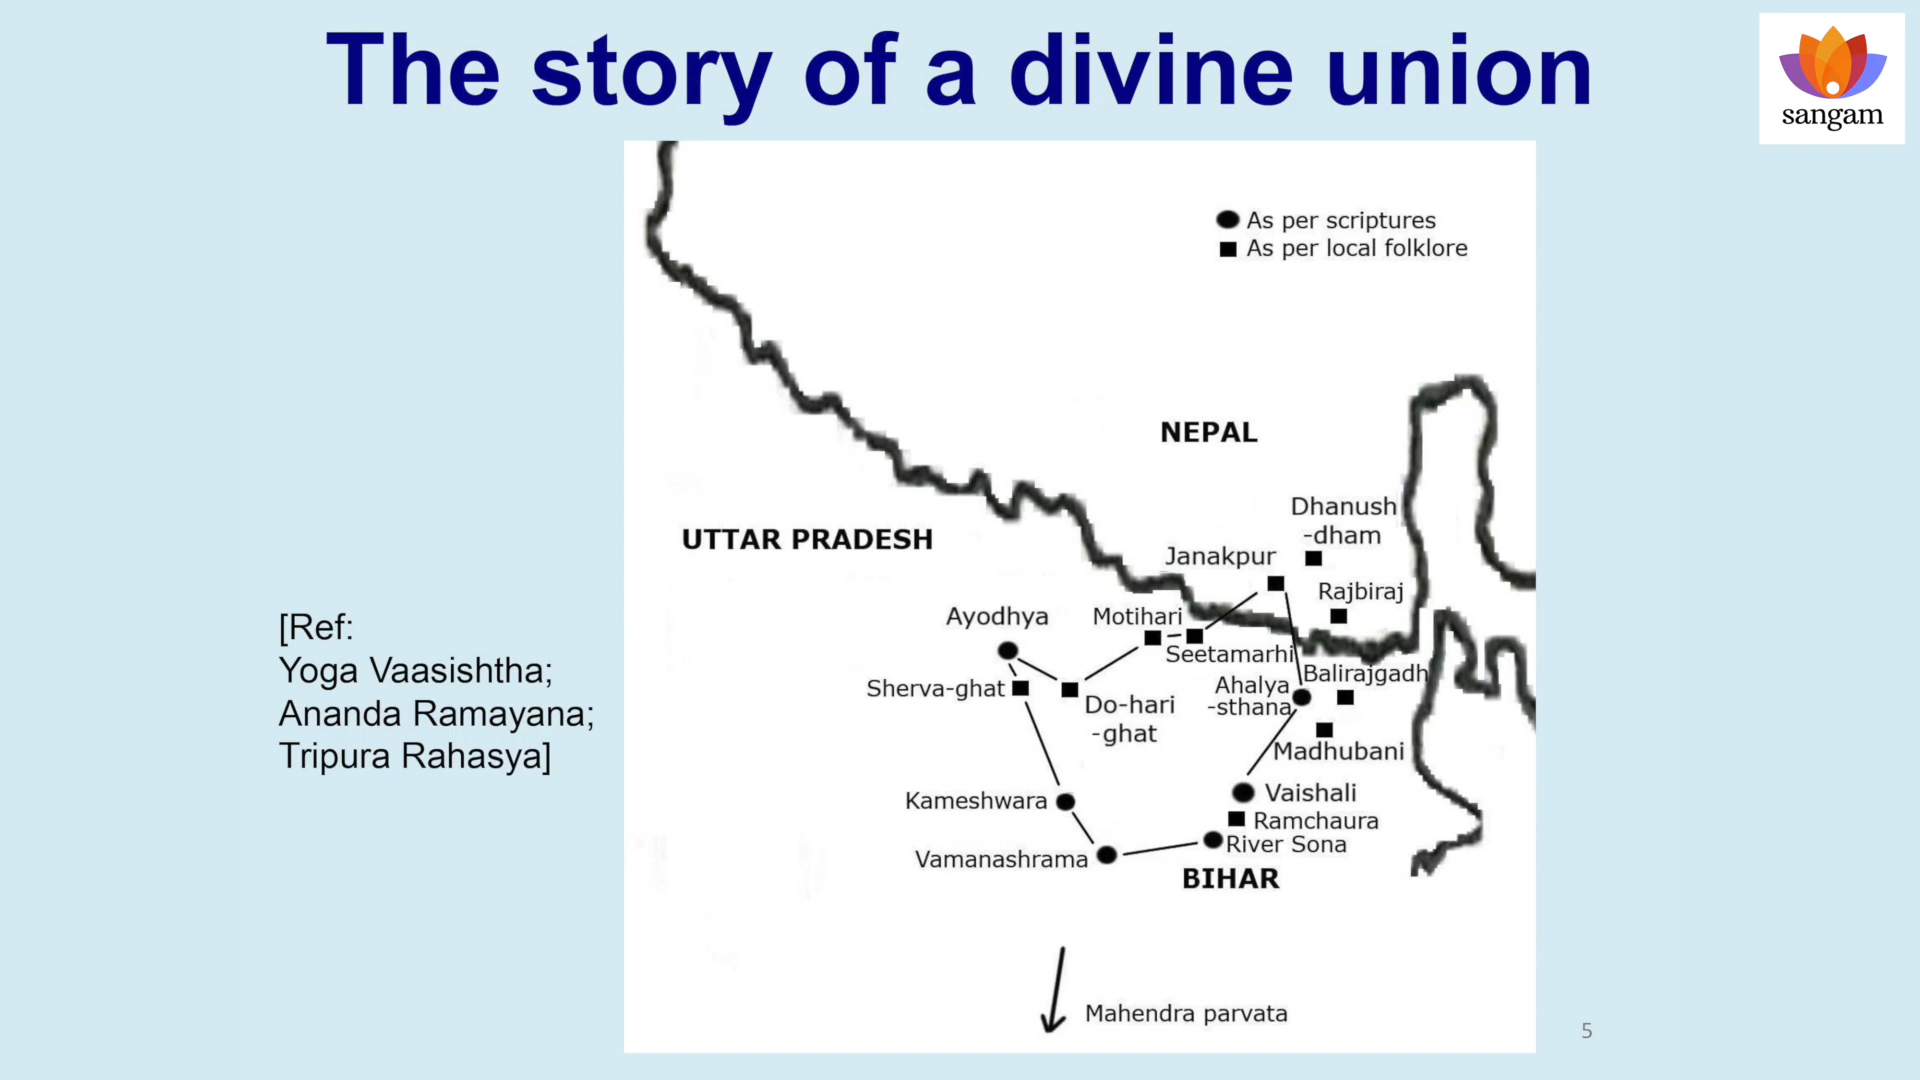 The story of a divine union
sangam
As per scriptures
As per local folklore
NEPAL
UTTAR PRADESH
Dhanush
-dham
Janakpur
Rajbiraj
Ayodhya
Motihari
Seetamarhi
Balirajgadh
Sherva-ghat
Do-hari
-ghat
Ahalya
-sthana
Madhubani
Kameshwara
Vaishali
Ramchaura
River Sona
Vamanashrama
BIHAR
Mahendra parvata
[Ref:
Yoga Vaasishtha;
Ananda Ramayana;
Tripura Rahasya]
5